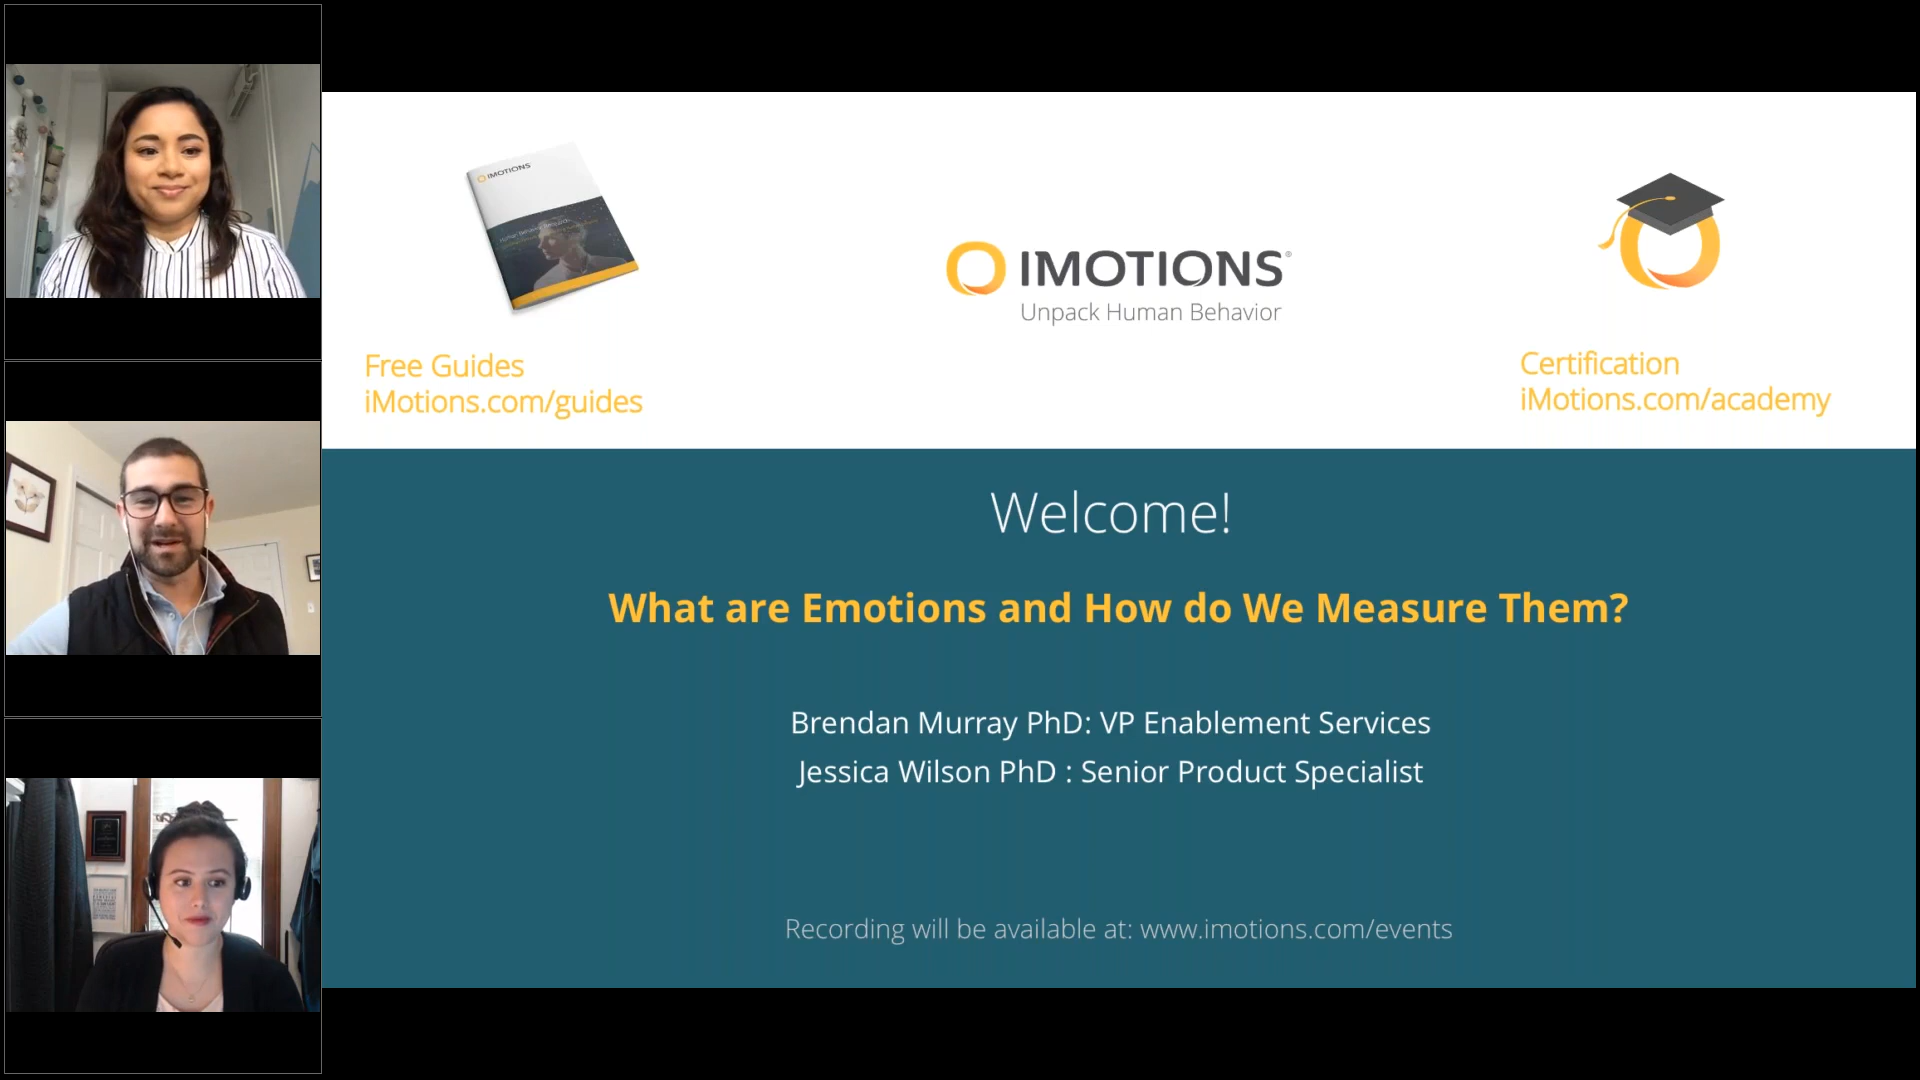 IMOTIONS
Free Guides
iMotions.com/guides
IMOTIONS®
Unpack Human Behavior
Certification
iMotions.com/academy
Welcome!
What are Emotions and How do We Measure Them?
Brendan Murray PhD: VP Enablement Services
Jessica Wilson PhD : Senior Product Specialist
Recording will be available at: www.imotions.com/events